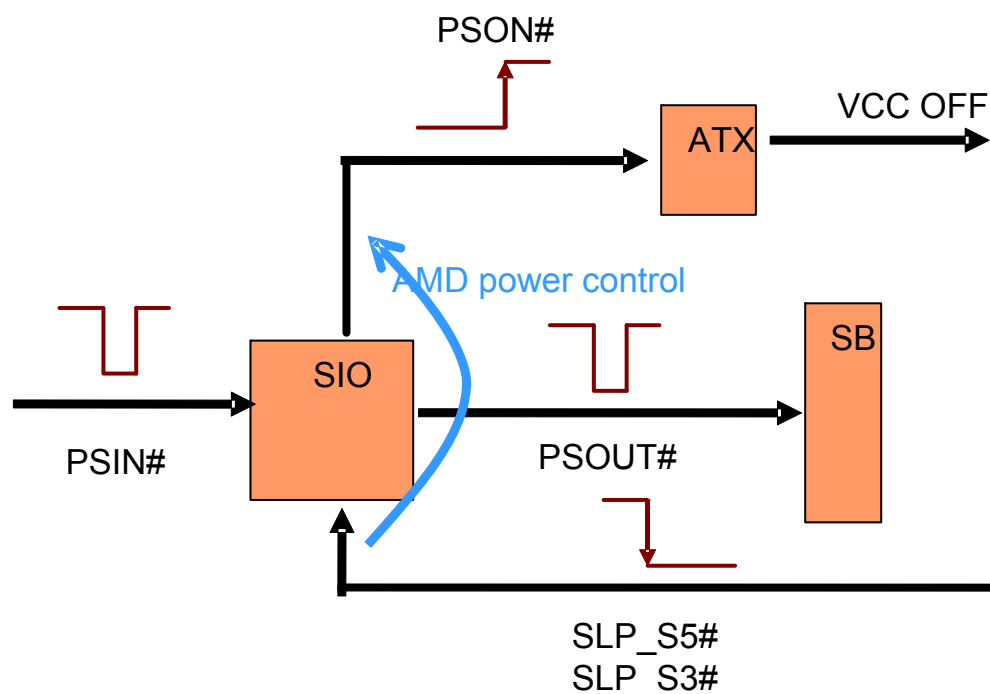 PSON#
VCC OFF
ATX
AMD power control
SB
SIO
PSIN#
PSOUT#
SLP_S5#
SLP_S3#